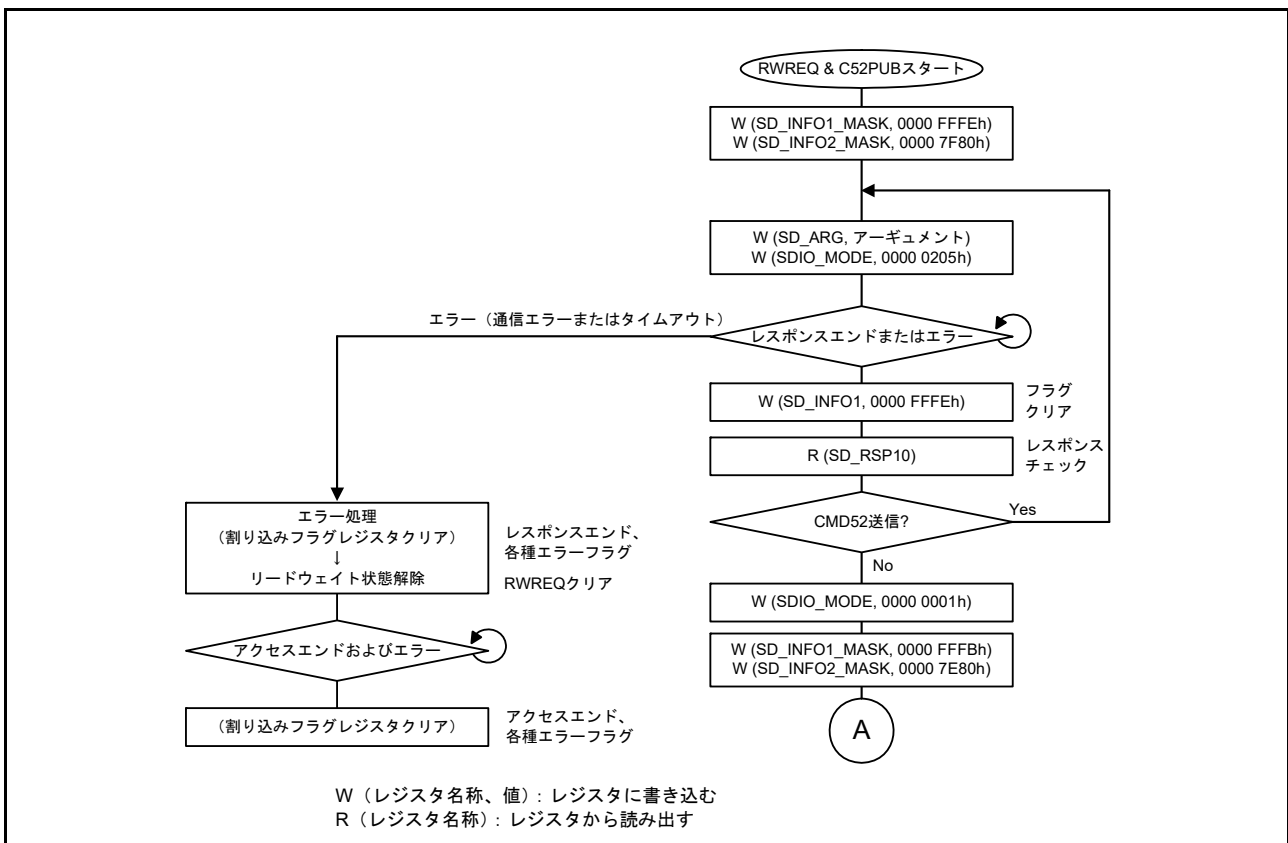 RWREQ & C52PUBスタート
W (SD_INFO1_MASK, 0000 FFFEh)
W (SD_INFO2_MASK, 0000 7F80h)
W (SD_ARG, アーギュメント)
W (SDIO_MODE, 0000 0205h)
エラー（通信エラーまたはタイムアウト）
レスポンスエンドまたはエラー
W (SD_INFO1, 0000 FFFEh)
フラグ
クリア
R (SD_RSP10)
レスポンス
チェック
CMD52送信?
Yes
No
エラー処理
（割り込みフラグレジスタクリア）
↓
リードウェイト状態解除
レスポンスエンド、
各種エラーフラグ
RWREQクリア
W (SDIO_MODE, 0000 0001h)
アクセスエンドおよびエラー
W (SD_INFO1_MASK, 0000 FFFBh)
W (SD_INFO2_MASK, 0000 7E80h)
（割り込みフラグレジスタクリア）
アクセスエンド、
各種エラーフラグ
A
W（レジスタ名称、値）: レジスタに書き込む
R（レジスタ名称）: レジスタから読み出す